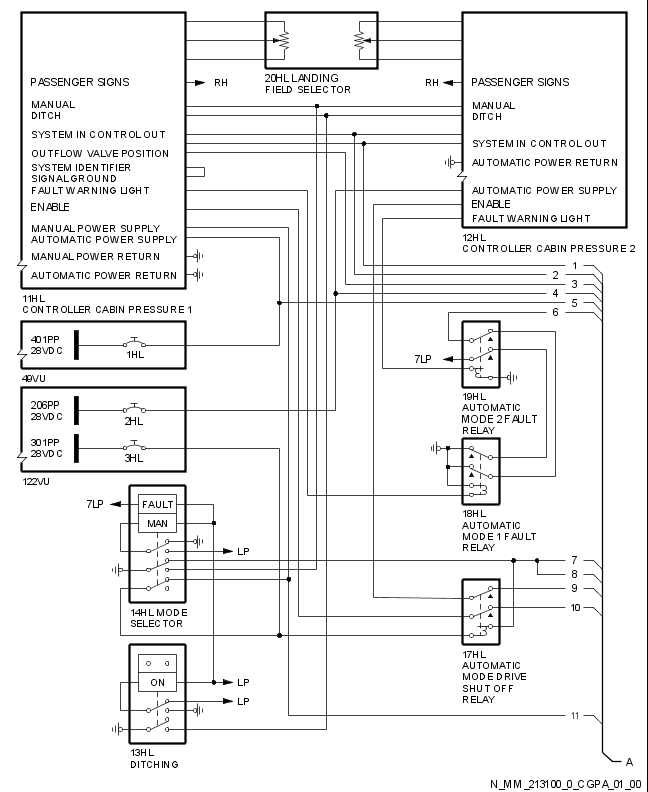 PASSENGER SIGNS
RH
20HL LANDING
FIELD SELECTOR
RH
PASSENGER SIGNS
MANUAL
DITCH
MANUAL
DITCH
SYSTEM IN CONTROL OUT
SYSTEM IN CONTROL OUT
OUTFLOW VALVE POSITION
AUTOMATIC POWER RETURN
SYSTEM IDENTIFIER
SIGNAL GROUND
FAULT WARNING LIGHT
AUTOMATIC POWER SUPPLY
ENABLE
ENABLE
FAULT WARNING LIGHT
MANUAL POWER SUPPLY
AUTOMATIC POWER SUPPLY
12HL
CONTROLLER CABIN PRESSURE 2
MANUAL POWER RETURN
AUTOMATIC POWER RETURN
1
2
3
4
5
6
11HL
CONTROLLER CABIN PRESSURE 1
401PP
28VDC
1HL
49VU
7LP
19HL
AUTOMATIC
MODE 2 FAULT
RELAY
206PP
28VDC
2HL
301PP
28VDC
3HL
122VU
18HL
AUTOMATIC
MODE 1 FAULT
RELAY
7LP
FAULT
MAN
LP
14HL MODE
SELECTOR
7
8
9
10
17HL
AUTOMATIC
MODE DRIVE
SHUT OFF
RELAY
ON
LP
LP
11
13HL
DITCHING
A
N_MM_213100_0_CGPA_01_00